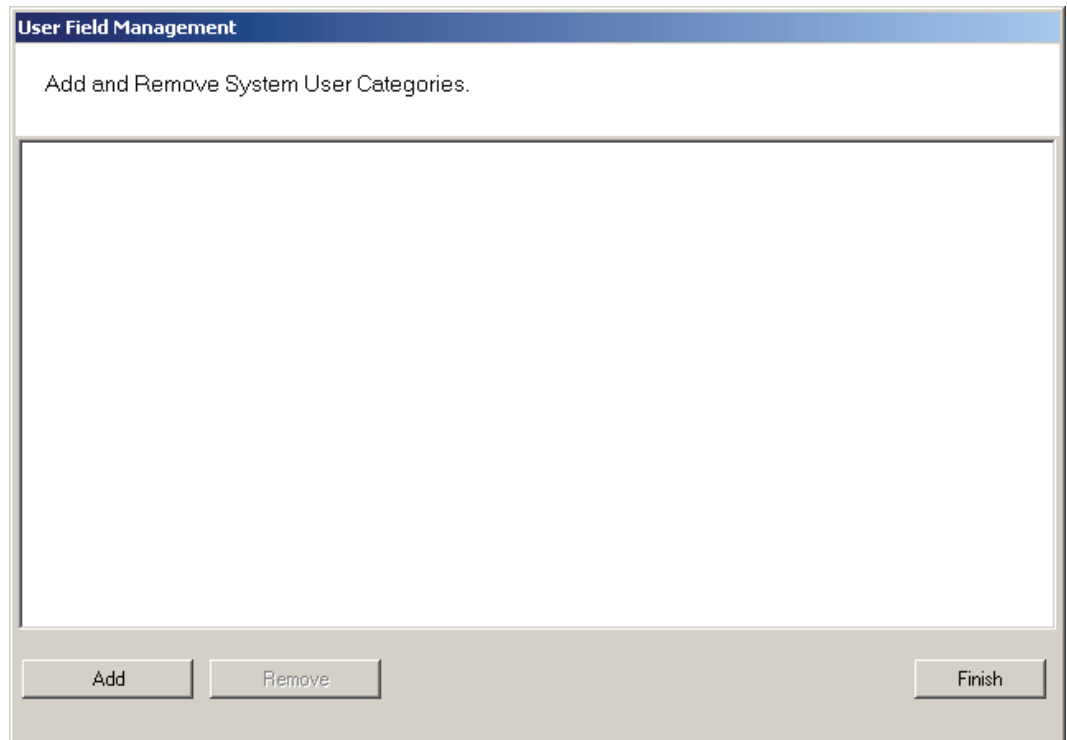 User Field Management
Add and Remove System User Categories.
Add
Remove
Finish